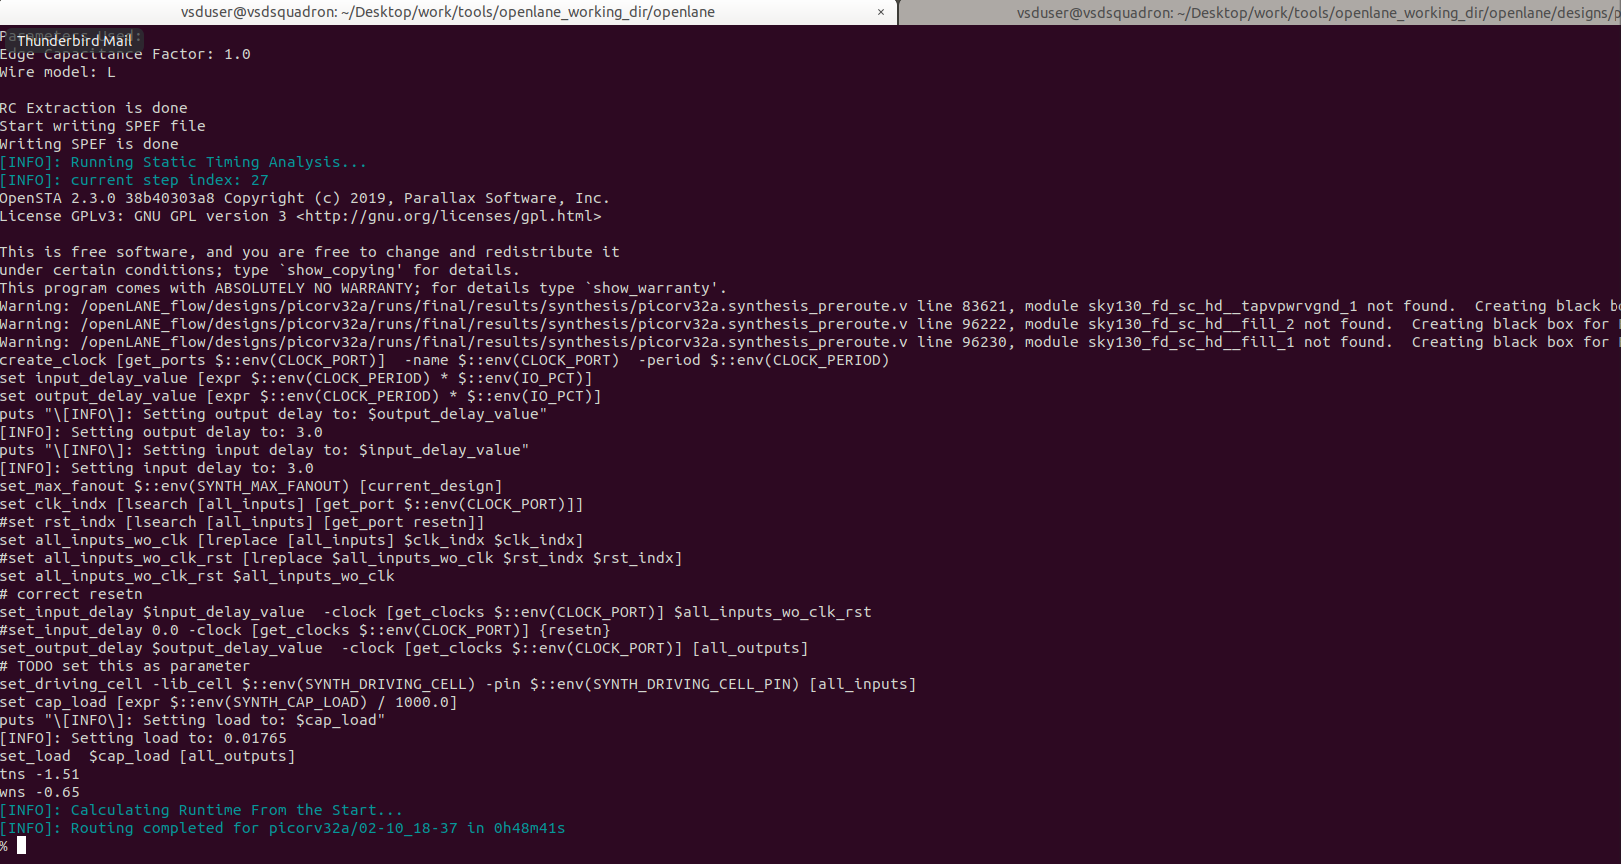 vsduser@vsdsquadron: ~/Desktop/work/tools/openlane_working_dir/openlane ×
vsduser@vsdsquadron: ~/Desktop/work/tools/openlane_working_dir/openlane/designs/p
Thunderbird Mail
Edge Capacitance Factor: 1.0
Wire model: L
RC Extraction is done
Start writing SPEF file
Writing SPEF is done
[INFO]: Running Static Timing Analysis...
[INFO]: current step index: 27
OpenSTA 2.3.0 38b40303a8 Copyright (c) 2019, Parallax Software, Inc.
License GPLv3: GNU GPL version 3 <http://gnu.org/licenses/gpl.html>
This is free software, and you are free to change and redistribute it
under certain conditions; type `show_copying' for details.
This program comes with ABSOLUTELY NO WARRANTY; for details type `show_warranty'.
Warning: /openLANE_flow/designs/picorv32a/runs/final/results/synthesis/picorv32a.synthesis_preroute.v line 83621, module sky130_fd_sc_hd__tapvpwrvgnd_1 not found.  Creating black b
Warning: /openLANE_flow/designs/picorv32a/runs/final/results/synthesis/picorv32a.synthesis_preroute.v line 96222, module sky130_fd_sc_hd__fill_2 not found.  Creating black box for
Warning: /openLANE_flow/designs/picorv32a/runs/final/results/synthesis/picorv32a.synthesis_preroute.v line 96230, module sky130_fd_sc_hd__fill_1 not found.  Creating black box for
create_clock [get_ports $::env(CLOCK_PORT)]  -name $::env(CLOCK_PORT)  -period $::env(CLOCK_PERIOD)
set input_delay_value [expr $::env(CLOCK_PERIOD) * $::env(IO_PCT)]
set output_delay_value [expr $::env(CLOCK_PERIOD) * $::env(IO_PCT)]
puts "\[INFO\]: Setting output delay to: $output_delay_value"
[INFO]: Setting output delay to: 3.0
puts "\[INFO\]: Setting input delay to: $input_delay_value"
[INFO]: Setting input delay to: 3.0
set_max_fanout $::env(SYNTH_MAX_FANOUT) [current_design]
set clk_indx [lsearch [all_inputs] [get_port $::env(CLOCK_PORT)]]
#set rst_indx [lsearch [all_inputs] [get_port resetn]]
set all_inputs_wo_clk [lreplace [all_inputs] $clk_indx $clk_indx]
#set all_inputs_wo_clk_rst [lreplace $all_inputs_wo_clk $rst_indx $rst_indx]
set all_inputs_wo_clk_rst $all_inputs_wo_clk
# correct resetn
set_input_delay $input_delay_value  -clock [get_clocks $::env(CLOCK_PORT)] $all_inputs_wo_clk_rst
#set_input_delay 0.0 -clock [get_clocks $::env(CLOCK_PORT)] {resetn}
set_output_delay $output_delay_value  -clock [get_clocks $::env(CLOCK_PORT)] [all_outputs]
# TODO set this as parameter
set_driving_cell -lib_cell $::env(SYNTH_DRIVING_CELL) -pin $::env(SYNTH_DRIVING_CELL_PIN) [all_inputs]
set cap_load [expr $::env(SYNTH_CAP_LOAD) / 1000.0]
puts "\[INFO\]: Setting load to: $cap_load"
[INFO]: Setting load to: 0.01765
set_load  $cap_load [all_outputs]
tns -1.51
wns -0.65
[INFO]: Calculating Runtime From the Start...
[INFO]: Routing completed for picorv32a/02-10_18-37 in 0h48m41s
%